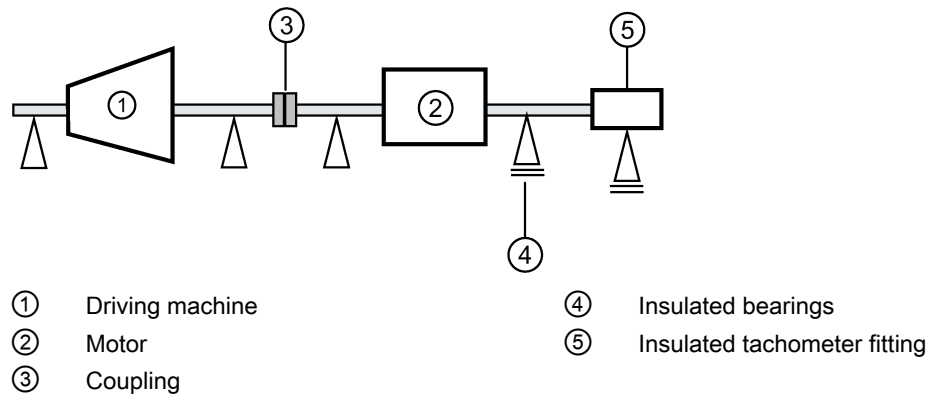 ③
⑤
①
②
④
① Driving machine
② Motor
③ Coupling
④ Insulated bearings
⑤ Insulated tachometer fitting